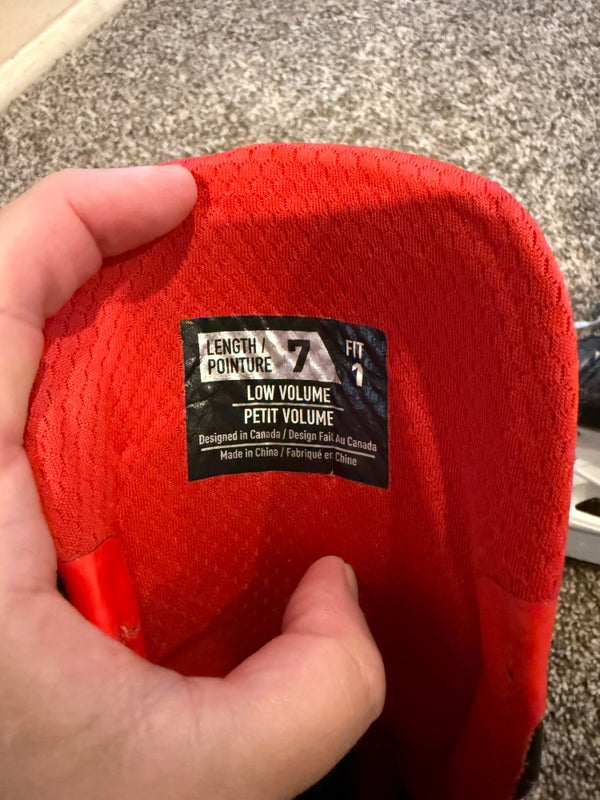 LENGTH / 7 FIT
POINTURE 1
LOW VOLUME
PETIT VOLUME
Designed in Canada / Design Fait Au Canada
Made in China / Fabriqué en Chine